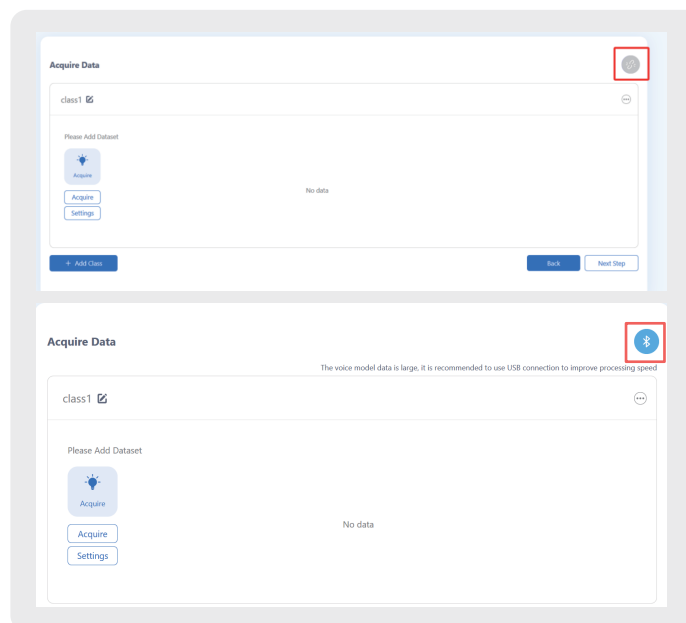 Acquire Data
class1
Please Add Dataset
Acquire
No data
Acquire
Settings
+ Add Class
Back
Next Step
Acquire Data
The voice model data is large, it is recommended to use USB connection to improve processing speed
class1
Please Add Dataset
Acquire
No data
Acquire
Settings